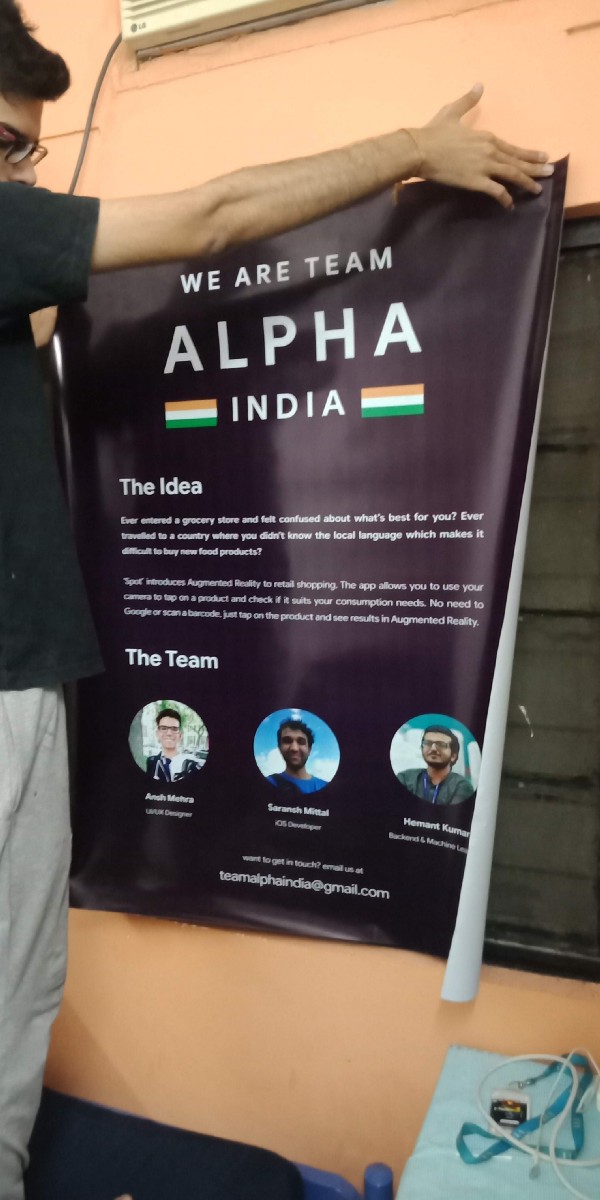 LG
WE ARE TEAM
ALPHA
INDIA
The Idea
Ever entered a grocery store and felt confused about what's best for you? Ever
travelled to a country where you didn't know the local language which makes it
difficult to buy new food products?
'Spot' introduces Augmented Reality to retail shopping. The app allows you to use your
camera to tap on a product and check if it suits your consumption needs. No need to
Google or scan a barcode, just tap on the product and see results in Augmented Reality.
The Team
Ansh Mehra
UI/UX Designer
Saransh Mittal
iOS Developer
Hemant Kumar
Backend & Machine
want to get in touch? email us at
teamalphaindia@gmail.com